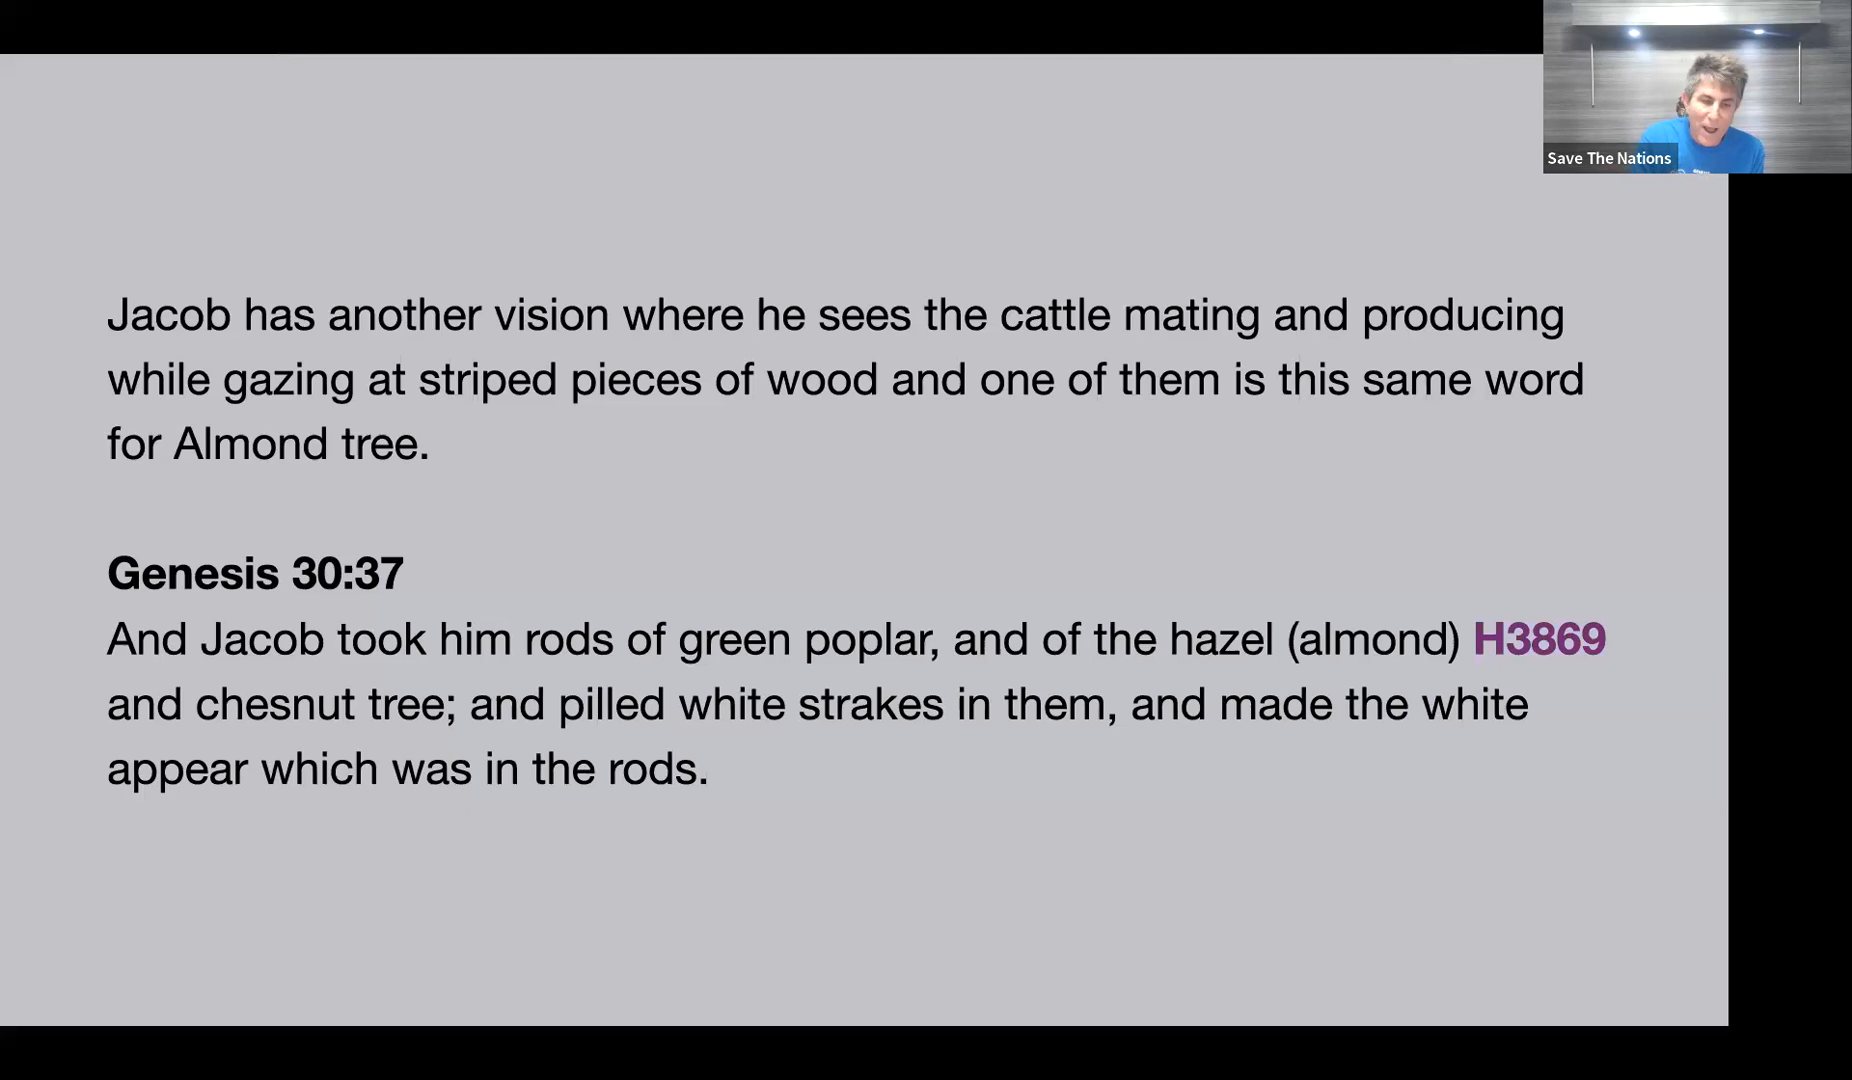 Save The Nations
Jacob has another vision where he sees the cattle mating and producing
while gazing at striped pieces of wood and one of them is this same word
for Almond tree.
Genesis 30:37
And Jacob took him rods of green poplar, and of the hazel (almond) H3869
and chesnut tree; and pilled white strakes in them, and made the white
appear which was in the rods.